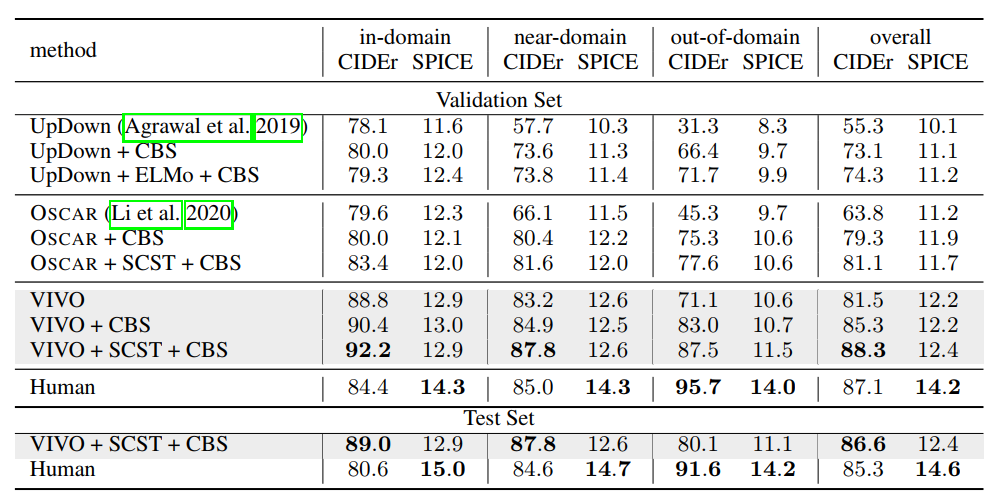 method in-domain near-domain out-of-domain overall
CIDEr SPICE CIDEr SPICE CIDEr SPICE CIDEr SPICE
Validation Set
UpDown (Agrawal et al. 2019) 78.1 11.6 57.7 10.3 31.3 8.3 55.3 10.1
UpDown + CBS 80.0 12.0 73.6 11.3 66.4 9.7 73.1 11.1
UpDown + ELMo + CBS 79.3 12.4 73.8 11.4 71.7 9.9 74.3 11.2
OSCAR (Li et al. 2020) 79.6 12.3 66.1 11.5 45.3 9.7 63.8 11.2
OSCAR + CBS 80.0 12.1 80.4 12.2 75.3 10.6 79.3 11.9
OSCAR + SCST + CBS 83.4 12.0 81.6 12.0 77.6 10.6 81.1 11.7
VIVO 88.8 12.9 83.2 12.6 71.1 10.6 81.5 12.2
VIVO + CBS 90.4 13.0 84.9 12.5 83.0 10.7 85.3 12.2
VIVO + SCST + CBS 92.2 12.9 87.8 12.6 87.5 11.5 88.3 12.4
Human 84.4 14.3 85.0 14.3 95.7 14.0 87.1 14.2
Test Set
VIVO + SCST + CBS 89.0 12.9 87.8 12.6 80.1 11.1 86.6 12.4
Human 80.6 15.0 84.6 14.7 91.6 14.2 85.3 14.6